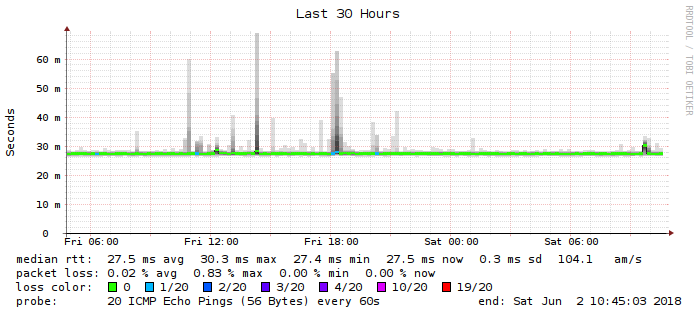 Last 30 Hours
RRDTOOL / TOBI OETIKER
Seconds
60 m
50 m
40 m
30 m
20 m
10 m
0
Fri 06:00 Fri 12:00 Fri 18:00 Sat 00:00 Sat 06:00
median rtt: 27.5 ms avg 30.3 ms max 27.4 ms min 27.5 ms now 0.3 ms sd 104.1 am/s
packet loss: 0.02 % avg 0.83 % max 0.00 % min 0.00 % now
loss color: 0 1/20 2/20 3/20 4/20 10/20 19/20
probe: 20 ICMP Echo Pings (56 Bytes) every 60s end: Sat Jun 2 10:45:03 2018